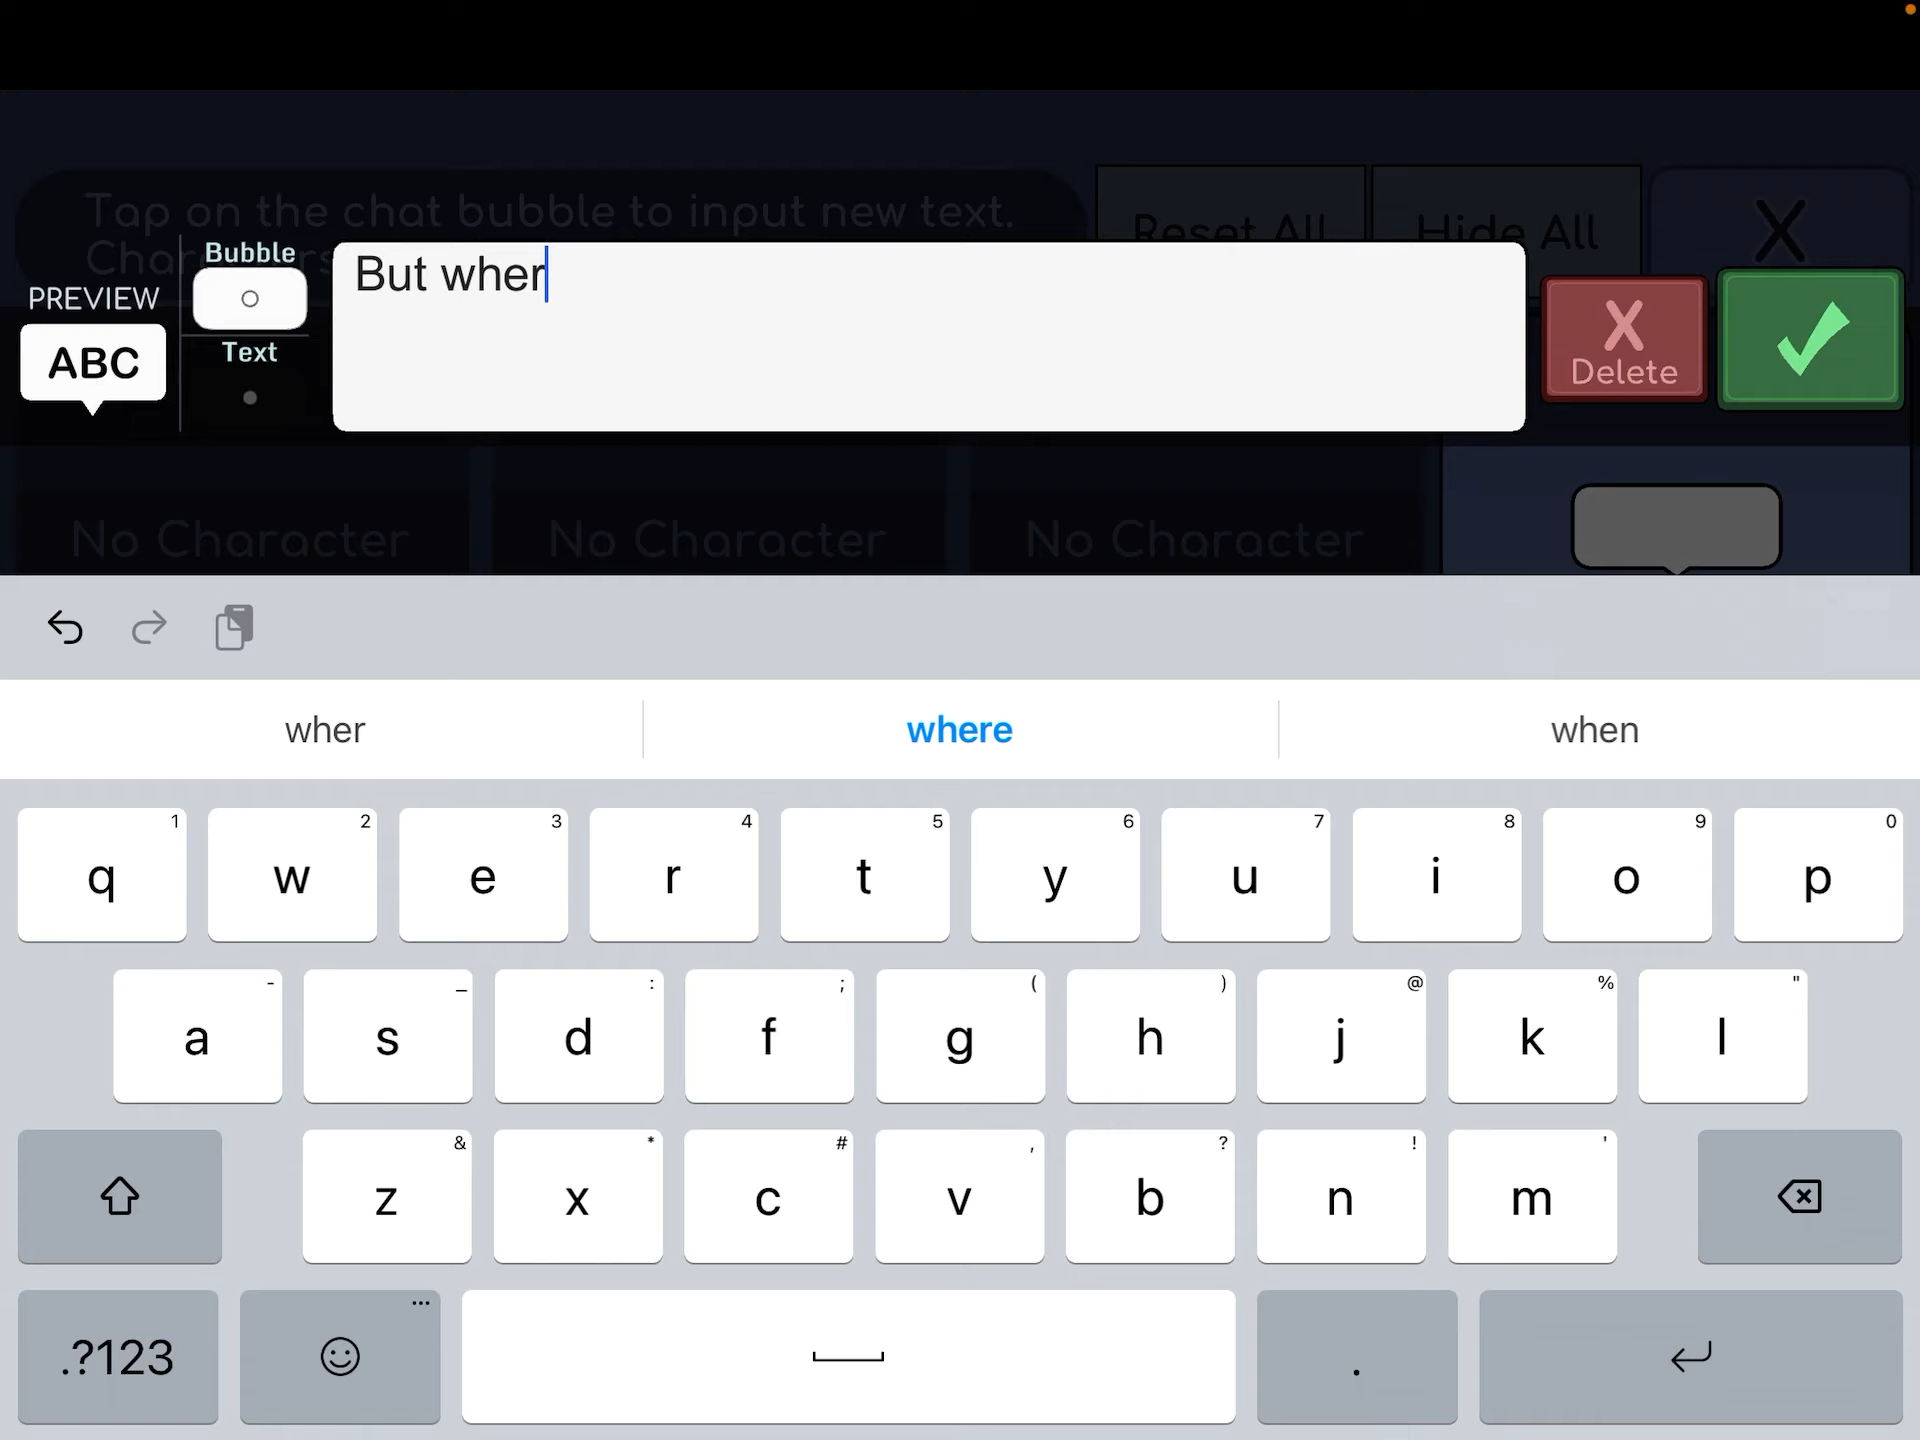 Tap on the chat bubble to input new text.
Reset All
Hide All
X
Characters
Bubble
PREVIEW
ABC
Text
But wher
X
Delete
No Character
No Character
No Character
wher
where
when
1 2 3 4 5 6 7 8 9 0
q w e r t y u i o p
- _ : ; ( ) @ % "
a s d f g h j k l
& * # , ? ! '
z x c v b n m
.?123
.